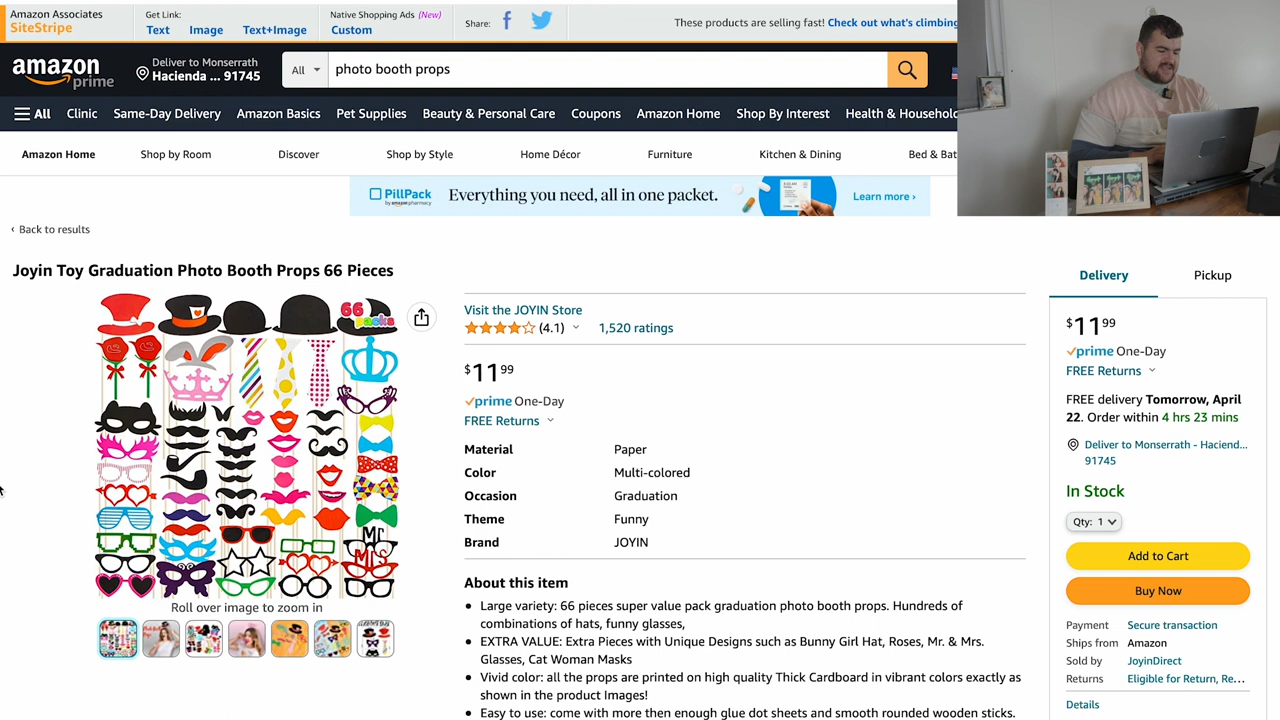 Amazon Associates
SiteStripe
Get Link:
Text Image Text+Image
Native Shopping Ads (New)
Custom
Share:
These products are selling fast! Check out what's climbing
amazon
prime
Deliver to Monserrath
Hacienda ... 91745
All
photo booth props
All Clinic Same-Day Delivery Amazon Basics Pet Supplies Beauty & Personal Care Coupons Amazon Home Shop By Interest Health & Househol
Amazon Home Shop by Room Discover Shop by Style Home Décor Furniture Kitchen & Dining Bed & Bat
PillPack
by amazon pharmacy
Everything you need, all in one packet.
Learn more ›
‹ Back to results
Joyin Toy Graduation Photo Booth Props 66 Pieces
66
packs
Mr
MRS
Roll over image to zoom in
Visit the JOYIN Store
(4.1) 1,520 ratings
$11 99
prime One-Day
FREE Returns
Material Paper
Color Multi-colored
Occasion Graduation
Theme Funny
Brand JOYIN
About this item
• Large variety: 66 pieces super value pack graduation photo booth props. Hundreds of
combinations of hats, funny glasses,
• EXTRA VALUE: Extra Pieces with Unique Designs such as Bunny Girl Hat, Roses, Mr. & Mrs.
Glasses, Cat Woman Masks
• Vivid color: all the props are printed on high quality Thick Cardboard in vibrant colors exactly as
shown in the product Images!
• Easy to use: come with more then enough glue dot sheets and smooth rounded wooden sticks.
Delivery Pickup
$11 99
prime One-Day
FREE Returns
FREE delivery Tomorrow, April
22. Order within 4 hrs 23 mins
Deliver to Monserrath - Haciend...
91745
In Stock
Qty: 1
Add to Cart
Buy Now
Payment Secure transaction
Ships from Amazon
Sold by JoyinDirect
Returns Eligible for Return, Re...
Details